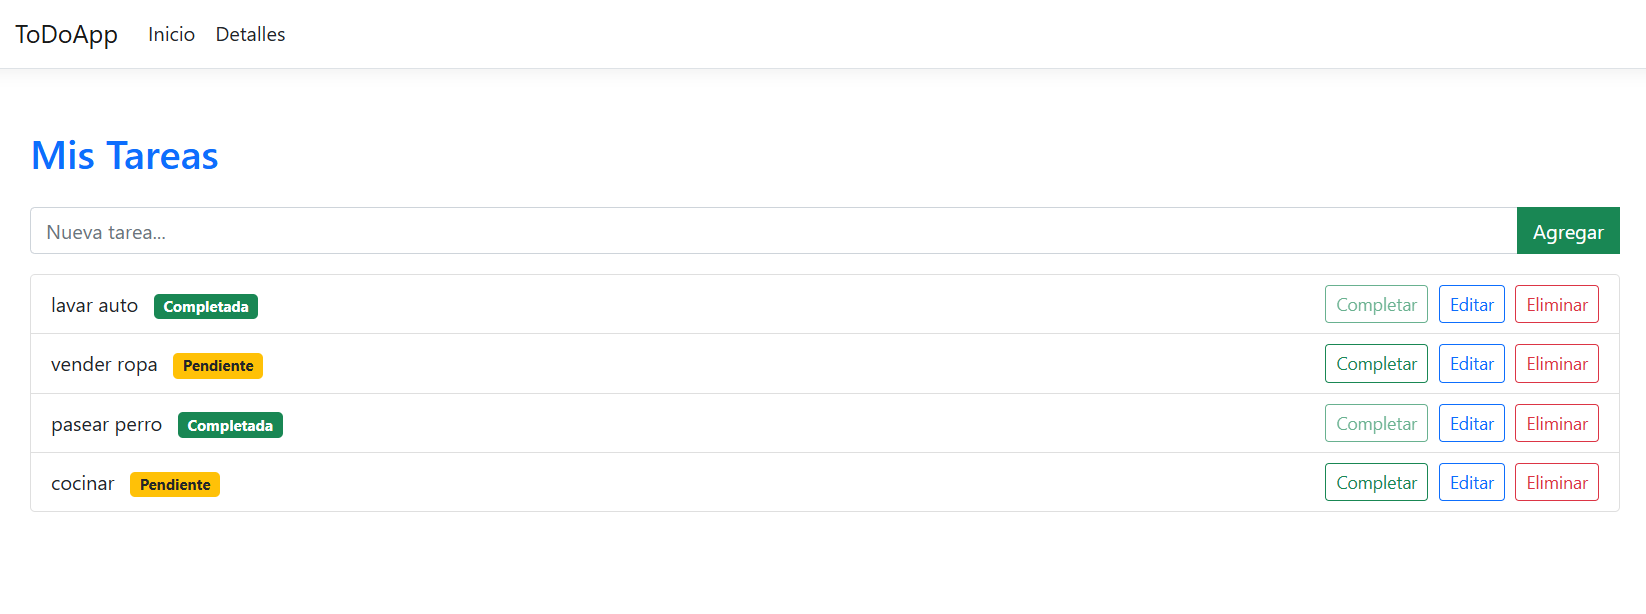 ToDoApp Inicio Detalles
Mis Tareas
Nueva tarea... Agregar
lavar auto Completada Completar Editar Eliminar
vender ropa Pendiente Completar Editar Eliminar
pasear perro Completada Completar Editar Eliminar
cocinar Pendiente Completar Editar Eliminar